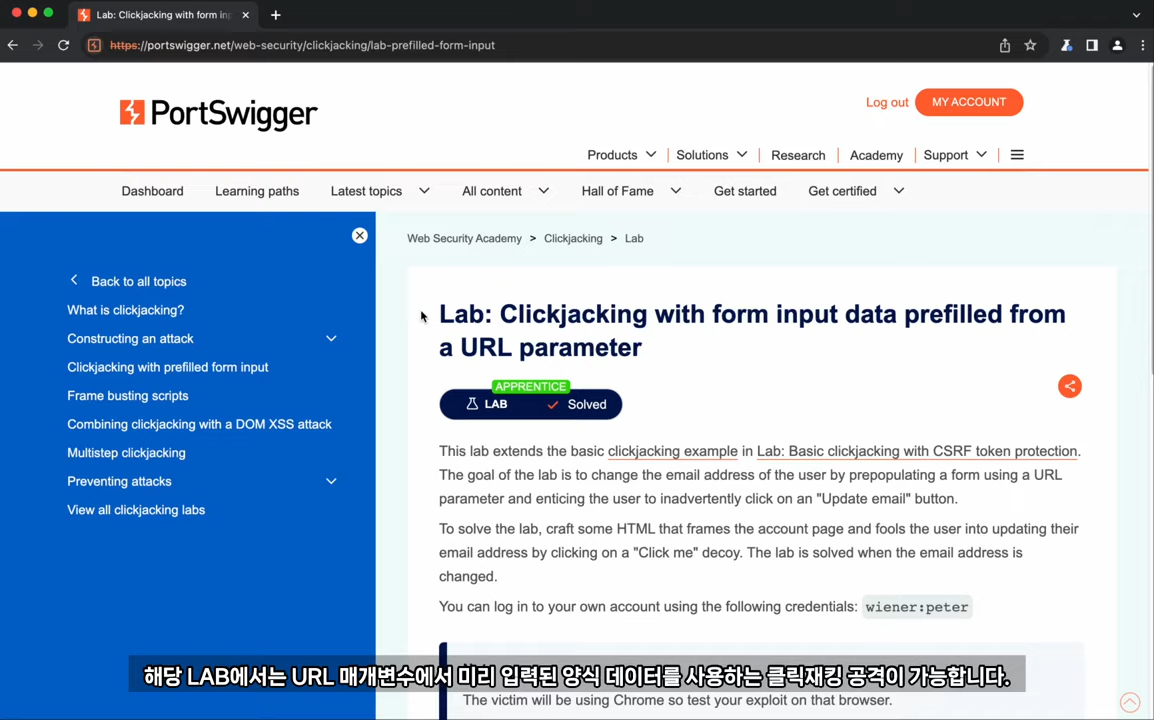 Lab: Clickjacking with form inp
https://portswigger.net/web-security/clickjacking/lab-prefilled-form-input
PortSwigger
Log out
MY ACCOUNT
Products
Solutions
Research
Academy
Support
Dashboard
Learning paths
Latest topics
All content
Hall of Fame
Get started
Get certified
Back to all topics
What is clickjacking?
Constructing an attack
Clickjacking with prefilled form input
Frame busting scripts
Combining clickjacking with a DOM XSS attack
Multistep clickjacking
Preventing attacks
View all clickjacking labs
Web Security Academy > Clickjacking > Lab
Lab: Clickjacking with form input data prefilled from
a URL parameter
APPRENTICE
LAB
Solved
This lab extends the basic clickjacking example in Lab: Basic clickjacking with CSRF token protection.
The goal of the lab is to change the email address of the user by prepopulating a form using a URL
parameter and enticing the user to inadvertently click on an "Update email" button.
To solve the lab, craft some HTML that frames the account page and fools the user into updating their
email address by clicking on a "Click me" decoy. The lab is solved when the email address is
changed.
You can log in to your own account using the following credentials: wiener:peter
해당 LAB에서는 URL 매개변수에서 미리 입력된 양식 데이터를 사용하는 클릭재킹 공격이 가능합니다.
The victim will be using Chrome so test your exploit on that browser.